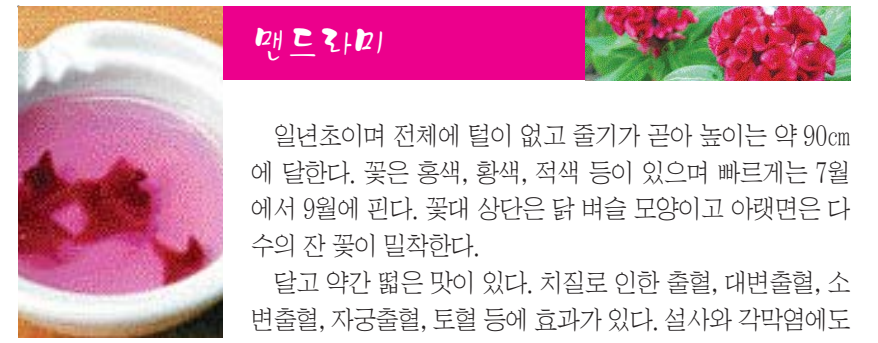 맨드라미
일년초이며 전체에 털이 없고 줄기가 곧아 높이는 약 90cm
에 달한다. 꽃은 홍색, 황색, 적색 등이 있으며 빠르게는 7월
에서 9월에 핀다. 꽃대 상단은 닭 벼슬 모양이고 아랫면은 다
수의 잔 꽃이 밀착한다.
달고 약간 떫은 맛이 있다. 치질로 인한 출혈, 대변출혈, 소
변출혈, 자궁출혈, 토혈 등에 효과가 있다. 설사와 각막염에도